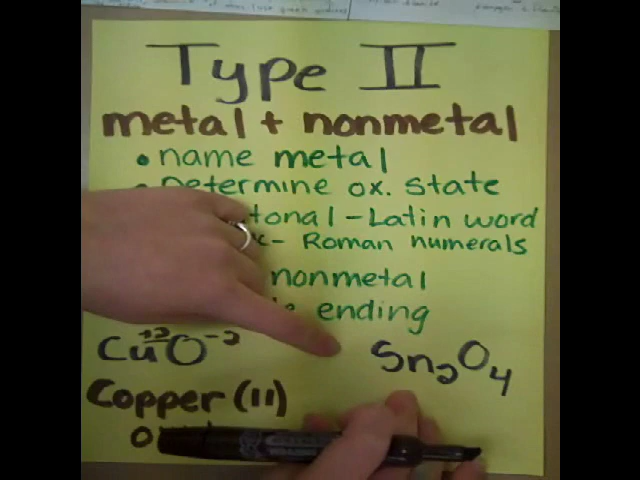 Type II
metal + nonmetal
• name metal
• Determine ox. state
tonal - Latin word
- Roman numerals
nonmetal
ending
Cu+2O-2
Sn2O4
Copper (II)